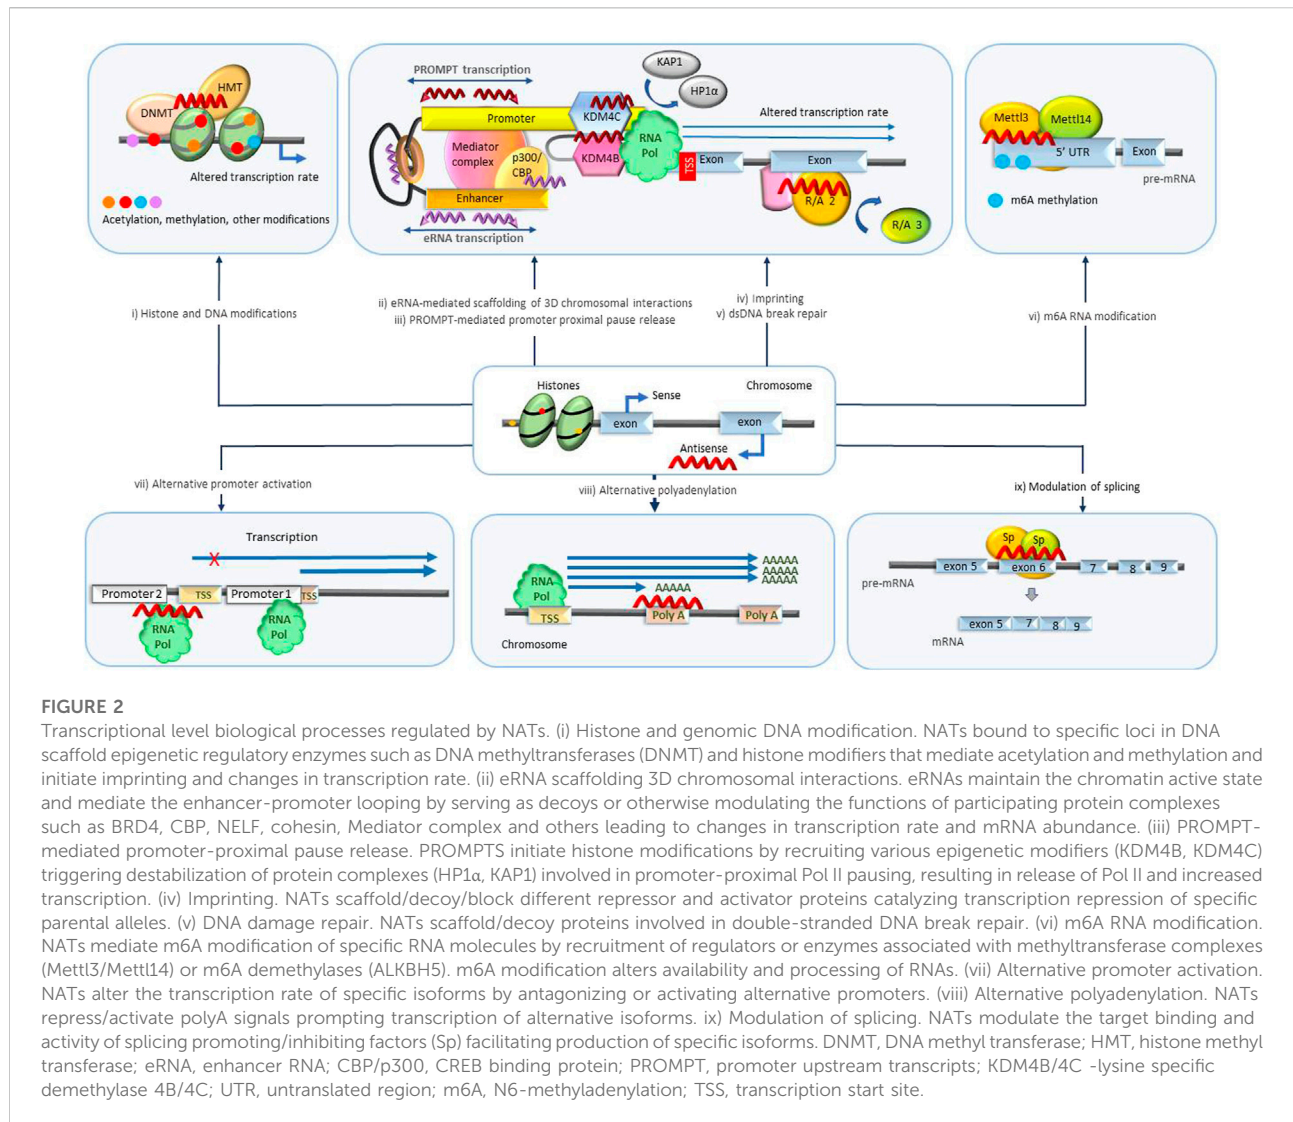 PROMPT transcription
KAP1
HP1α
HMT
DNMT
Altered transcription rate
Acetylation, methylation, other modifications
Promoter
KDM4C
Altered transcription rate
RNA
Pol
Mediator
complex
p300/
CBP
KDM4B
TSS
Exon
Exon
Enhancer
R/A 2
R/A 3
eRNA transcription
Mettl3
Mettl14
5' UTR
Exon
pre-mRNA
m6A methylation
i) Histone and DNA modifications
ii) eRNA-mediated scaffolding of 3D chromosomal interactions
iii) PROMPT-mediated promoter proximal pause release
iv) Imprinting
v) dsDNA break repair
vi) m6A RNA modification
Histones
Chromosome
Sense
exon
exon
Antisense
vii) Alternative promoter activation
viii) Alternative polyadenylation
ix) Modulation of splicing
Transcription
X
Promoter 2
TSS
Promoter 1
TSS
RNA
Pol
RNA
Pol
AAAAA
AAAAA
AAAAA
AAAAA
RNA
Pol
TSS
Poly A
Poly A
Chromosome
Sp
Sp
exon 5
exon 6
7
8
9
pre-mRNA
exon 5
7
8
9
mRNA
FIGURE 2
Transcriptional level biological processes regulated by NATs. (i) Histone and genomic DNA modification. NATs bound to specific loci in DNA
scaffold epigenetic regulatory enzymes such as DNA methyltransferases (DNMT) and histone modifiers that mediate acetylation and methylation and
initiate imprinting and changes in transcription rate. (ii) eRNA scaffolding 3D chromosomal interactions. eRNAs maintain the chromatin active state
and mediate the enhancer-promoter looping by serving as decoys or otherwise modulating the functions of participating protein complexes
such as BRD4, CBP, NELF, cohesin, Mediator complex and others leading to changes in transcription rate and mRNA abundance. (iii) PROMPT-
mediated promoter-proximal pause release. PROMPTS initiate histone modifications by recruiting various epigenetic modifiers (KDM4B, KDM4C)
triggering destabilization of protein complexes (HP1α, KAP1) involved in promoter-proximal Pol II pausing, resulting in release of Pol II and increased
transcription. (iv) Imprinting. NATs scaffold/decoy/block different repressor and activator proteins catalyzing transcription repression of specific
parental alleles. (v) DNA damage repair. NATs scaffold/decoy proteins involved in double-stranded DNA break repair. (vi) m6A RNA modification.
NATs mediate m6A modification of specific RNA molecules by recruitment of regulators or enzymes associated with methyltransferase complexes
(Mettl3/Mettl14) or m6A demethylases (ALKBH5). m6A modification alters availability and processing of RNAs. (vii) Alternative promoter activation.
NATs alter the transcription rate of specific isoforms by antagonizing or activating alternative promoters. (viii) Alternative polyadenylation. NATs
repress/activate polyA signals prompting transcription of alternative isoforms. ix) Modulation of splicing. NATs modulate the target binding and
activity of splicing promoting/inhibiting factors (Sp) facilitating production of specific isoforms. DNMT, DNA methyl transferase; HMT, histone methyl
transferase; eRNA, enhancer RNA; CBP/p300, CREB binding protein; PROMPT, promoter upstream transcripts; KDM4B/4C -lysine specific
demethylase 4B/4C; UTR, untranslated region; m6A, N6-methyladenylation; TSS, transcription start site.